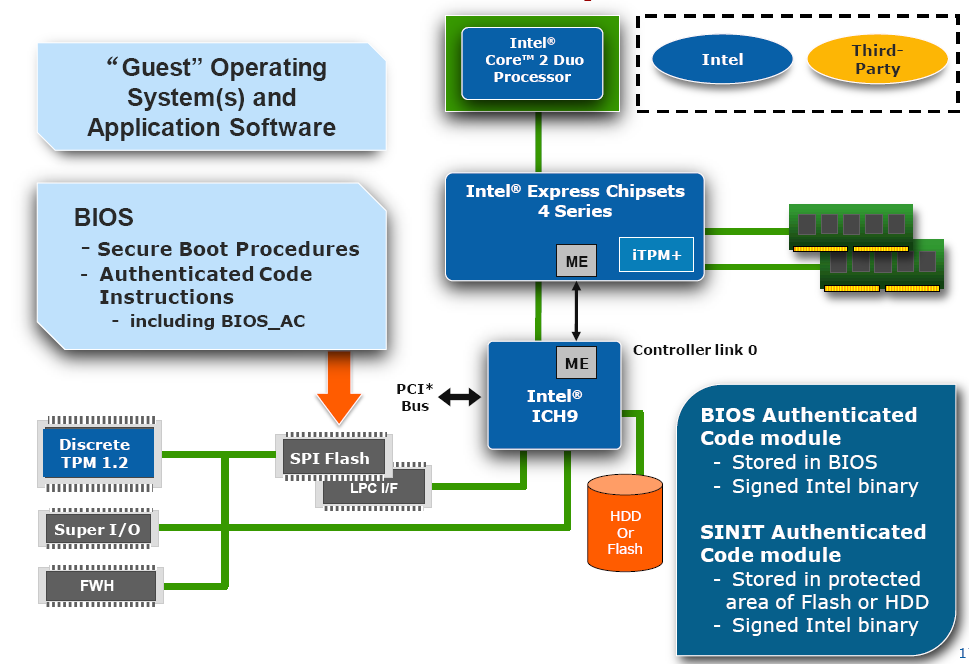 “Guest” Operating
System(s) and
Application Software
Intel®
Core™ 2 Duo
Processor
Intel
Third-
Party
BIOS
- Secure Boot Procedures
- Authenticated Code
Instructions
- including BIOS_AC
Intel® Express Chipsets
4 Series
ME
iTPM+
Controller link 0
ME
Intel®
ICH9
PCI*
Bus
Discrete
TPM 1.2
SPI Flash
LPC I/F
Super I/O
FWH
HDD
Or
Flash
BIOS Authenticated
Code module
- Stored in BIOS
- Signed Intel binary
SINIT Authenticated
Code module
- Stored in protected
area of Flash or HDD
- Signed Intel binary